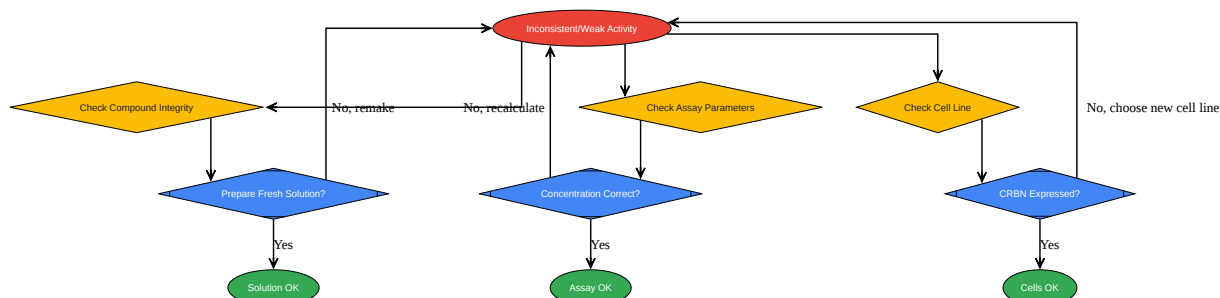 Inconsistent/Weak Activity
Check Compound Integrity
No, remake
No, recalculate
Check Assay Parameters
Check Cell Line
No, choose new cell line
Prepare Fresh Solution?
Concentration Correct?
CRBN Expressed?
Yes
Yes
Yes
Solution OK
Assay OK
Cells OK